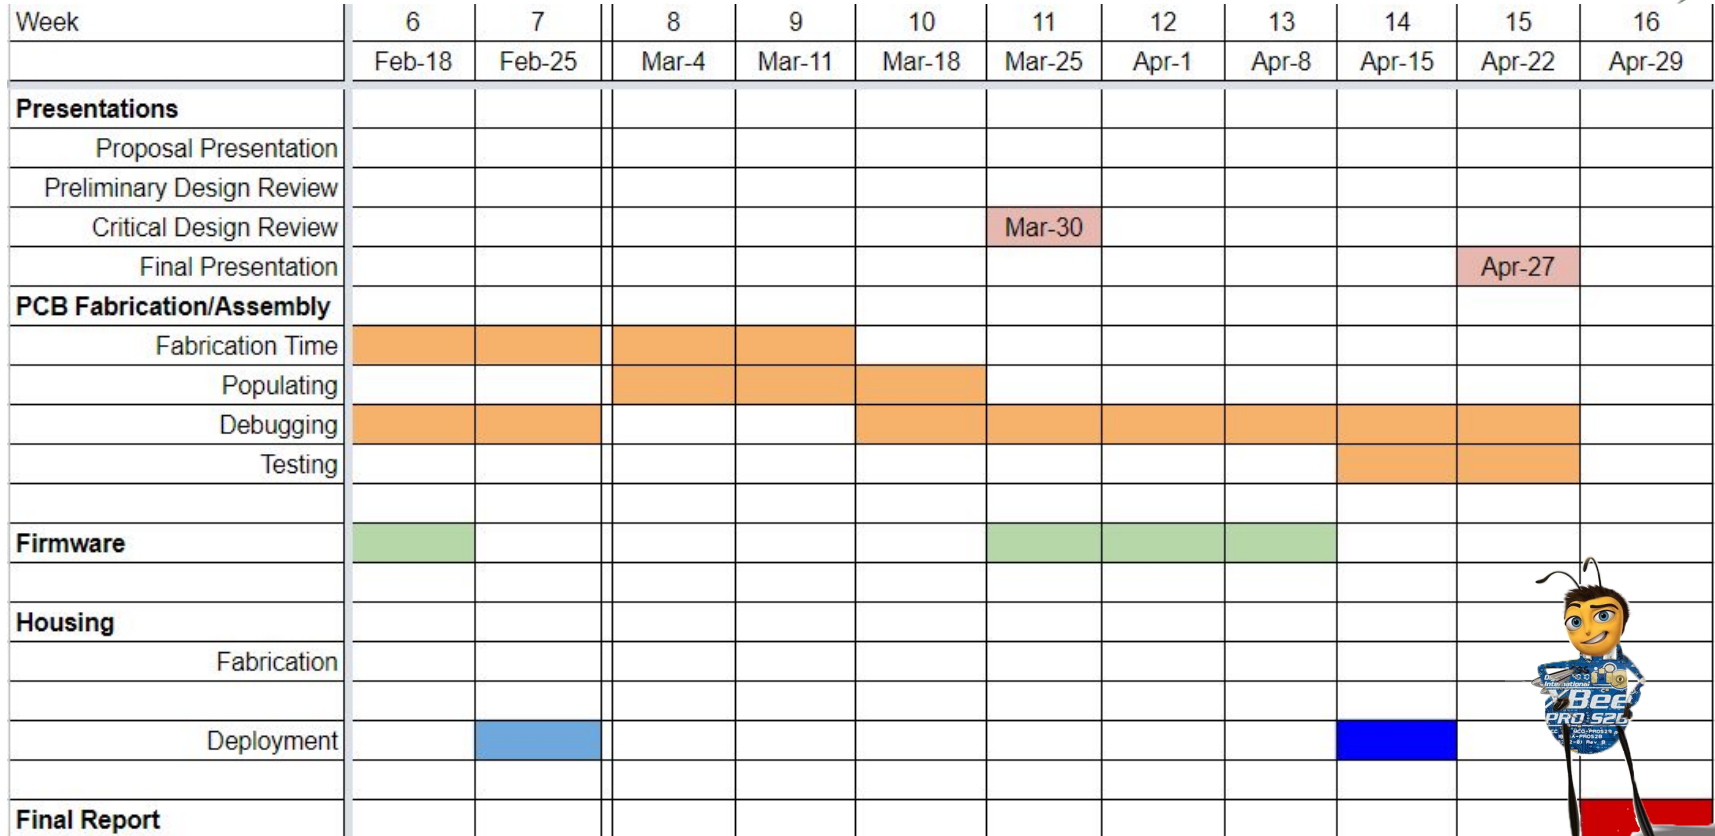 Week 6 7 8 9 10 11 12 13 14 15 16
Feb-18 Feb-25 Mar-4 Mar-11 Mar-18 Mar-25 Apr-1 Apr-8 Apr-15 Apr-22 Apr-29
Presentations
Proposal Presentation
Preliminary Design Review
Critical Design Review Mar-30
Final Presentation Apr-27
PCB Fabrication/Assembly
Fabrication Time
Populating
Debugging
Testing
Firmware
Housing
Fabrication
International
XBee
Deployment
PRO S2B
Final Report